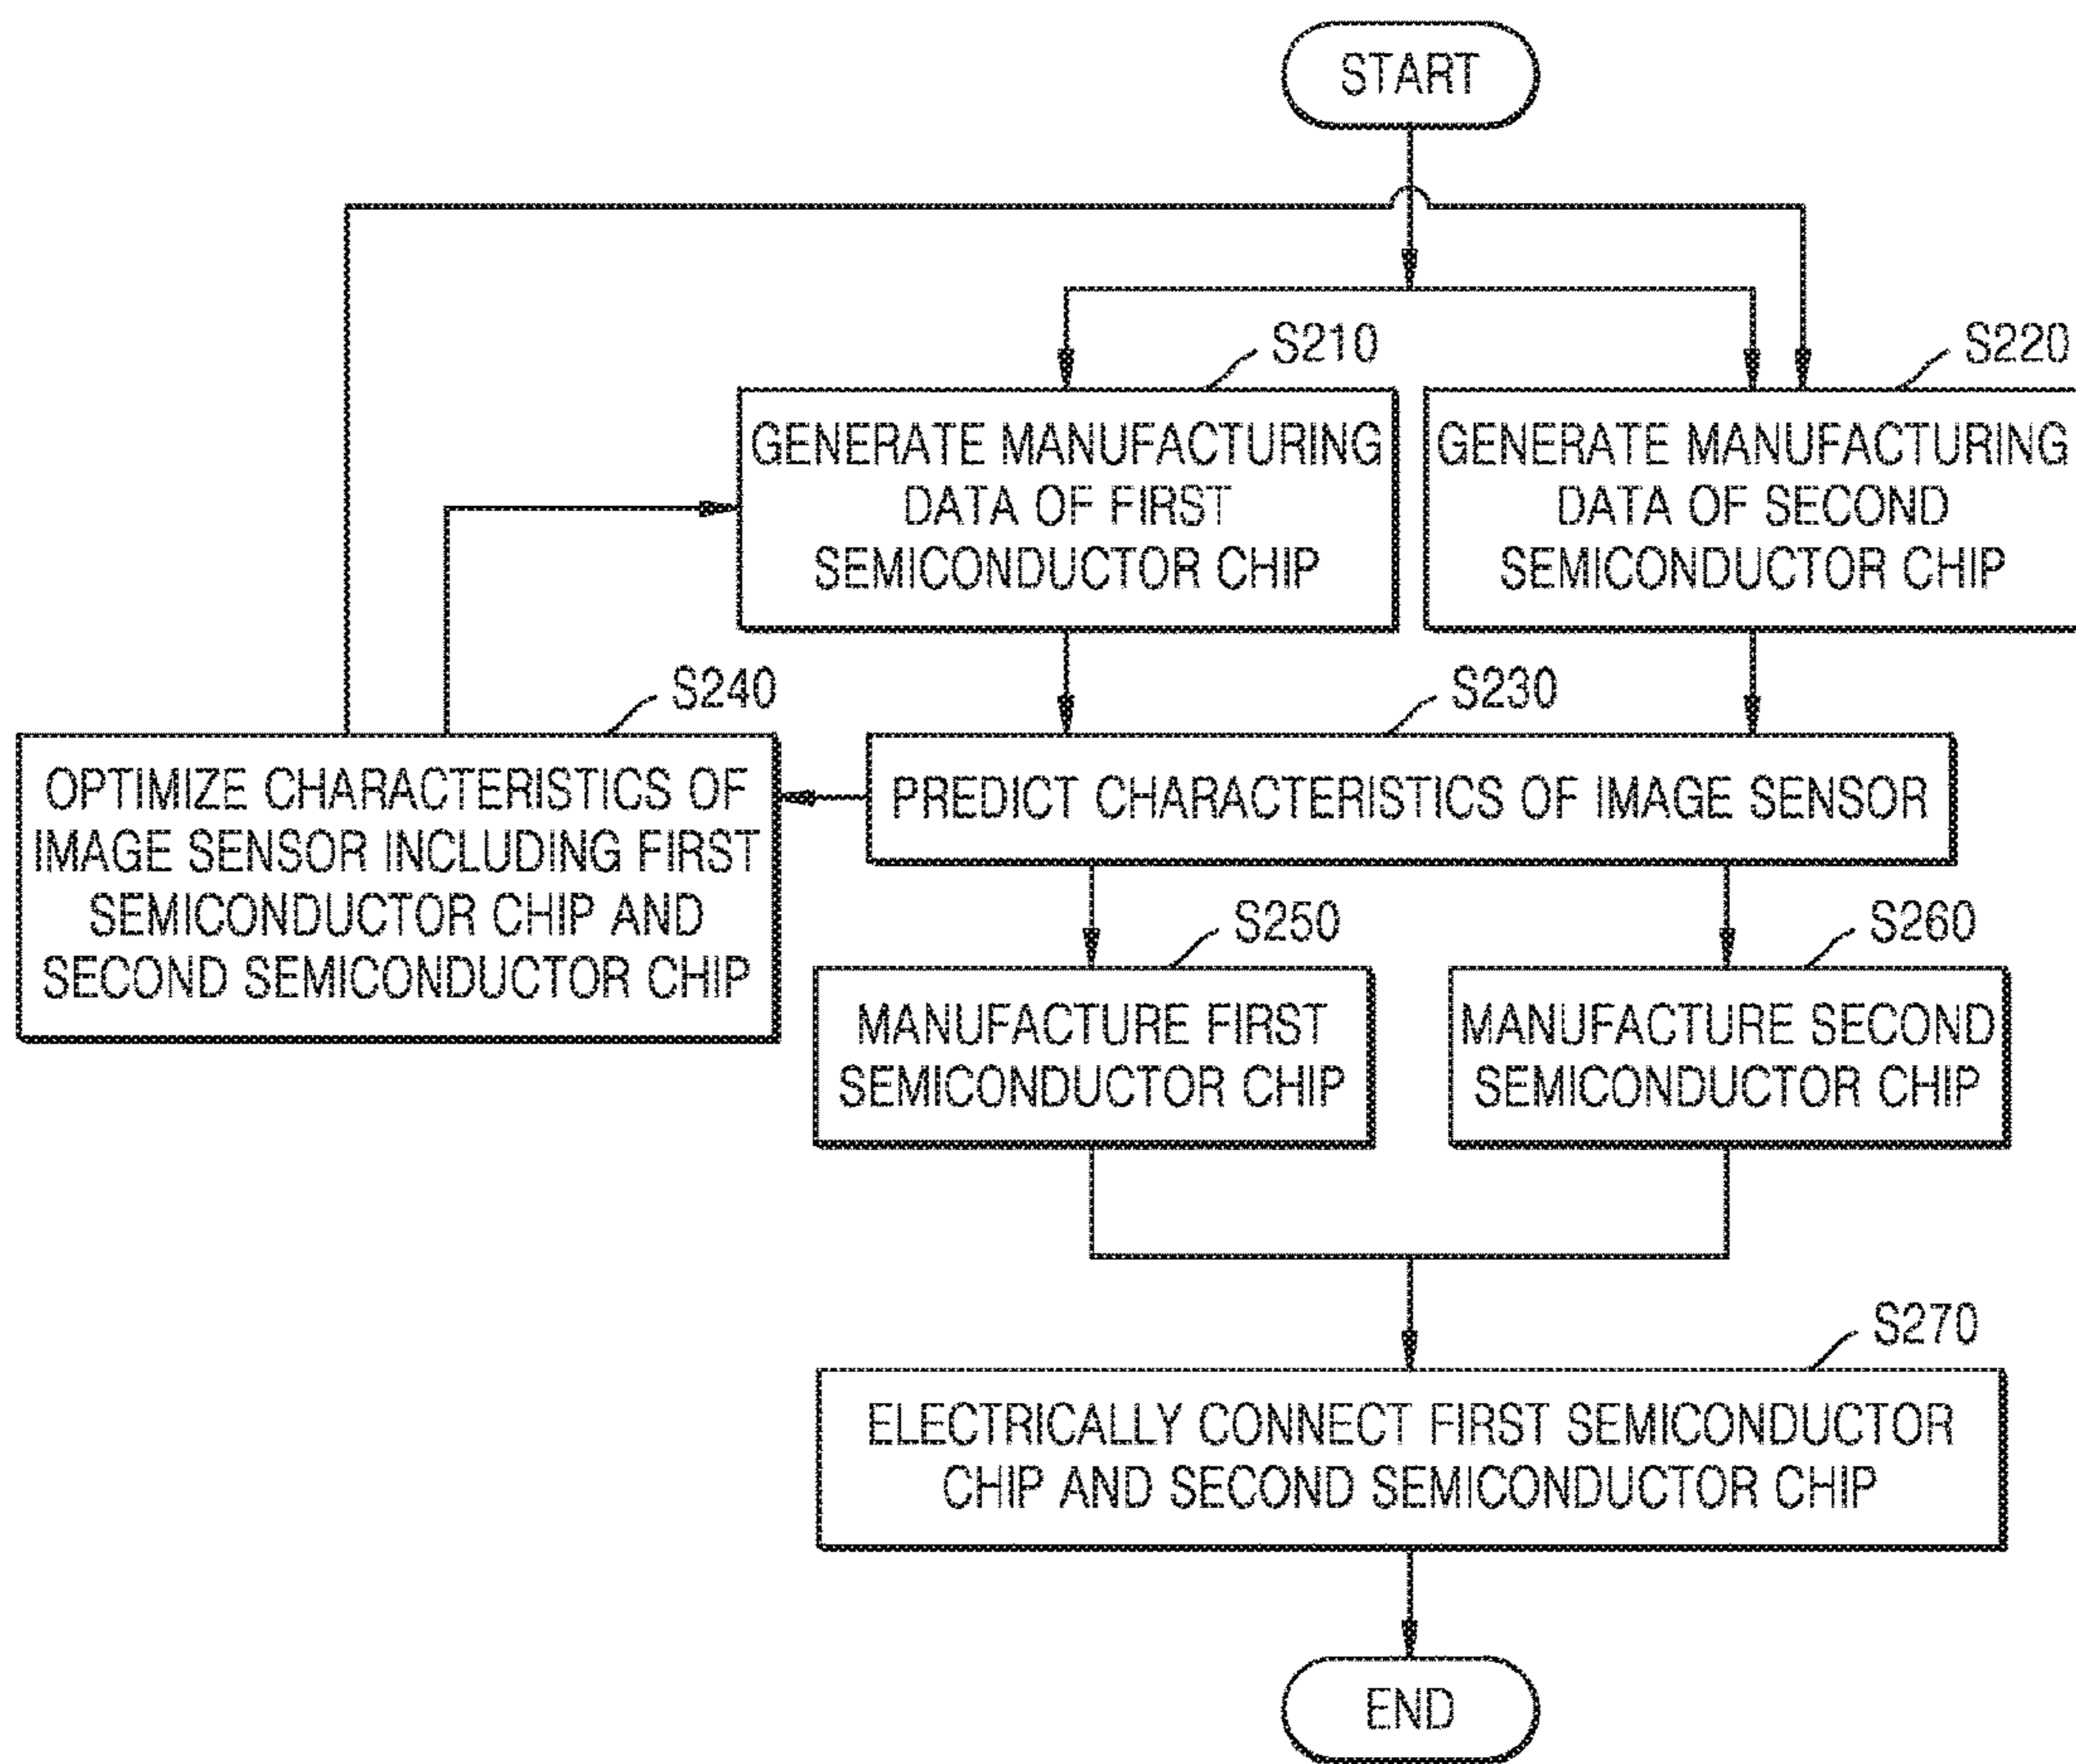 START
S210
GENERATE MANUFACTURING
DATA OF FIRST
SEMICONDUCTOR CHIP
S220
GENERATE MANUFACTURING
DATA OF SECOND
SEMICONDUCTOR CHIP
S240
OPTIMIZE CHARACTERISTICS OF
IMAGE SENSOR INCLUDING FIRST
SEMICONDUCTOR CHIP AND
SECOND SEMICONDUCTOR CHIP
S230
PREDICT CHARACTERISTICS OF IMAGE SENSOR
S250
MANUFACTURE FIRST
SEMICONDUCTOR CHIP
S260
MANUFACTURE SECOND
SEMICONDUCTOR CHIP
S270
ELECTRICALLY CONNECT FIRST SEMICONDUCTOR
CHIP AND SECOND SEMICONDUCTOR CHIP
END